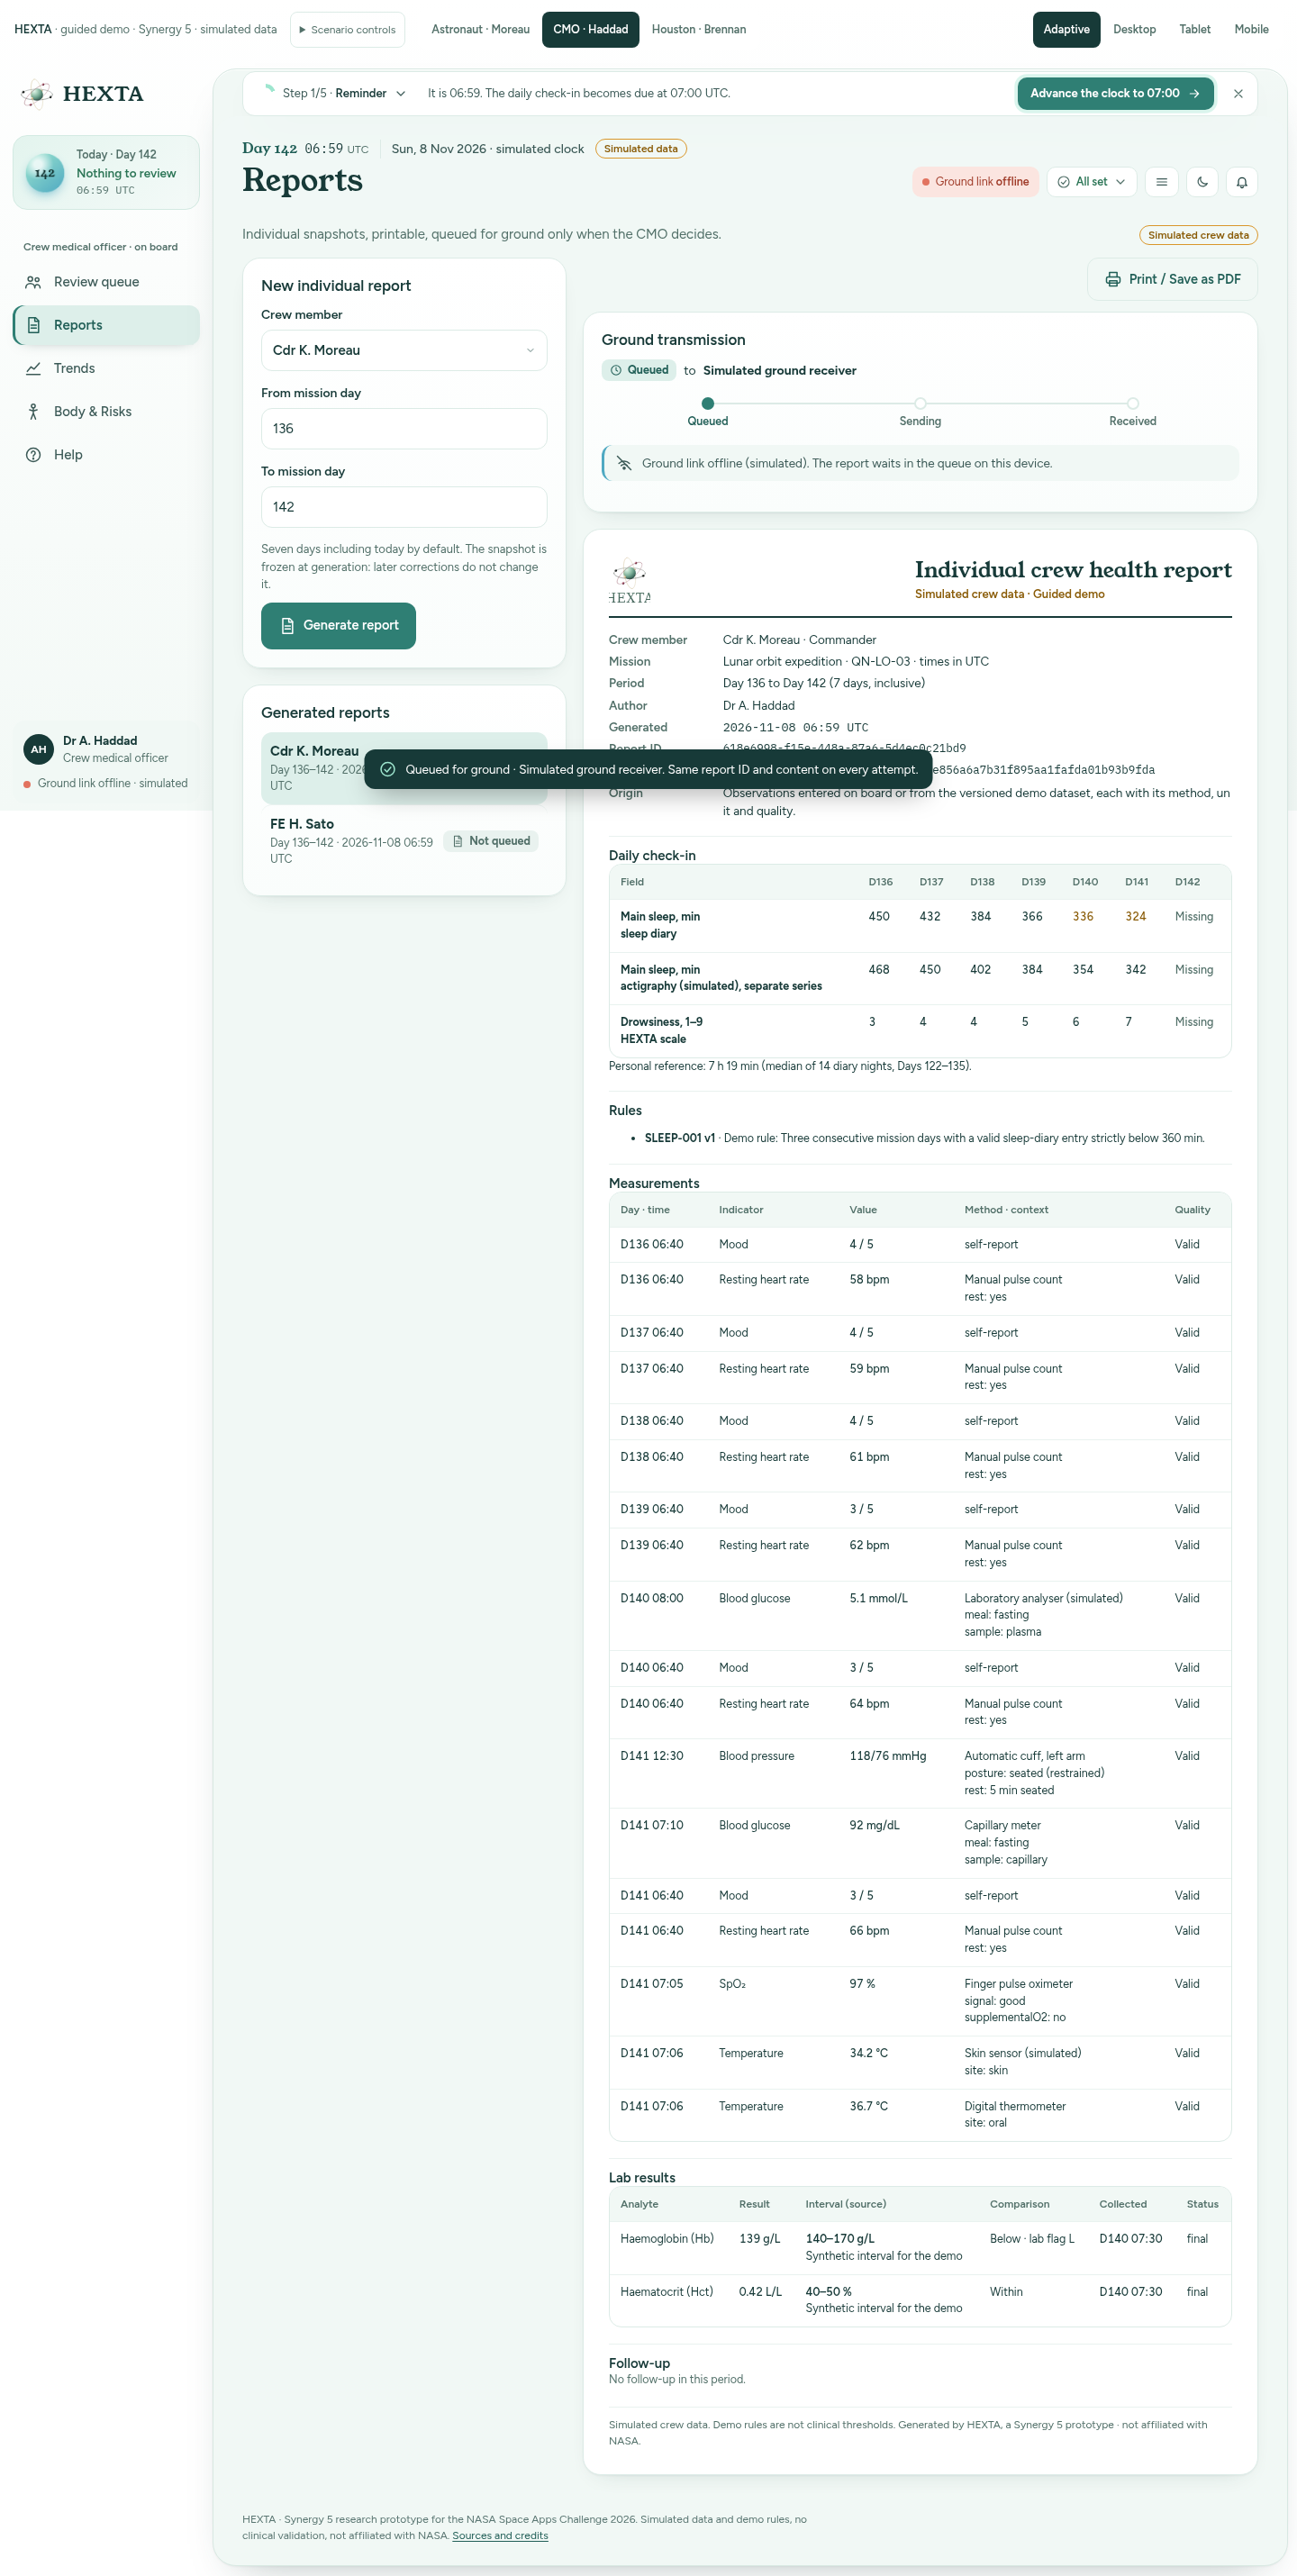 HEXTA · guided demo · Synergy 5 · simulated data
Scenario controls
Astronaut · Moreau
CMO · Haddad
Houston · Brennan
Adaptive
Desktop
Tablet
Mobile
HEXTA
142
Today · Day 142
Nothing to review
06:59 UTC
Crew medical officer · on board
Review queue
Reports
Trends
Body & Risks
Help
AH
Dr A. Haddad
Crew medical officer
Ground link offline · simulated
Step 1/5 · Reminder
It is 06:59. The daily check-in becomes due at 07:00 UTC.
Advance the clock to 07:00
Day 142 06:59 UTC
Sun, 8 Nov 2026 · simulated clock
Simulated data
Reports
Ground link offline
All set
Individual snapshots, printable, queued for ground only when the CMO decides.
Simulated crew data
New individual report
Crew member
Cdr K. Moreau
From mission day
136
To mission day
142
Seven days including today by default. The snapshot is
frozen at generation: later corrections do not change
it.
Generate report
Generated reports
Cdr K. Moreau
Day 136–142 · 2026
UTC
FE H. Sato
Day 136–142 · 2026-11-08 06:59
UTC
Not queued
Print / Save as PDF
Ground transmission
Queued to Simulated ground receiver
Queued
Sending
Received
Ground link offline (simulated). The report waits in the queue on this device.
HEXTA
Individual crew health report
Simulated crew data · Guided demo
Crew member Cdr K. Moreau · Commander
Mission Lunar orbit expedition · QN-LO-03 · times in UTC
Period Day 136 to Day 142 (7 days, inclusive)
Author Dr A. Haddad
Generated 2026-11-08 06:59 UTC
Report ID 618e6998-f15e-448a-87a6-5d4ec0c21bd9
Queued for ground · Simulated ground receiver. Same report ID and content on every attempt.
e856a6a7b31f895aa1fafda01b93b9fda
Origin Observations entered on board or from the versioned demo dataset, each with its method, un
it and quality.
Daily check-in
Field D136 D137 D138 D139 D140 D141 D142
Main sleep, min 450 432 384 366 336 324 Missing
sleep diary
Main sleep, min 468 450 402 384 354 342 Missing
actigraphy (simulated), separate series
Drowsiness, 1–9 3 4 4 5 6 7 Missing
HEXTA scale
Personal reference: 7 h 19 min (median of 14 diary nights, Days 122–135).
Rules
• SLEEP-001 v1 · Demo rule: Three consecutive mission days with a valid sleep-diary entry strictly below 360 min.
Measurements
Day · time Indicator Value Method · context Quality
D136 06:40 Mood 4 / 5 self-report Valid
D136 06:40 Resting heart rate 58 bpm Manual pulse count Valid
rest: yes
D137 06:40 Mood 4 / 5 self-report Valid
D137 06:40 Resting heart rate 59 bpm Manual pulse count Valid
rest: yes
D138 06:40 Mood 4 / 5 self-report Valid
D138 06:40 Resting heart rate 61 bpm Manual pulse count Valid
rest: yes
D139 06:40 Mood 3 / 5 self-report Valid
D139 06:40 Resting heart rate 62 bpm Manual pulse count Valid
rest: yes
D140 08:00 Blood glucose 5.1 mmol/L Laboratory analyser (simulated) Valid
meal: fasting
sample: plasma
D140 06:40 Mood 3 / 5 self-report Valid
D140 06:40 Resting heart rate 64 bpm Manual pulse count Valid
rest: yes
D141 12:30 Blood pressure 118/76 mmHg Automatic cuff, left arm Valid
posture: seated (restrained)
rest: 5 min seated
D141 07:10 Blood glucose 92 mg/dL Capillary meter Valid
meal: fasting
sample: capillary
D141 06:40 Mood 3 / 5 self-report Valid
D141 06:40 Resting heart rate 66 bpm Manual pulse count Valid
rest: yes
D141 07:05 SpO₂ 97 % Finger pulse oximeter Valid
signal: good
supplementalO2: no
D141 07:06 Temperature 34.2 °C Skin sensor (simulated) Valid
site: skin
D141 07:06 Temperature 36.7 °C Digital thermometer Valid
site: oral
Lab results
Analyte Result Interval (source) Comparison Collected Status
Haemoglobin (Hb) 139 g/L 140–170 g/L Below · lab flag L D140 07:30 final
Synthetic interval for the demo
Haematocrit (Hct) 0.42 L/L 40–50 % Within D140 07:30 final
Synthetic interval for the demo
Follow-up
No follow-up in this period.
Simulated crew data. Demo rules are not clinical thresholds. Generated by HEXTA, a Synergy 5 prototype · not affiliated with
NASA.
HEXTA · Synergy 5 research prototype for the NASA Space Apps Challenge 2026. Simulated data and demo rules, no
clinical validation, not affiliated with NASA. Sources and credits